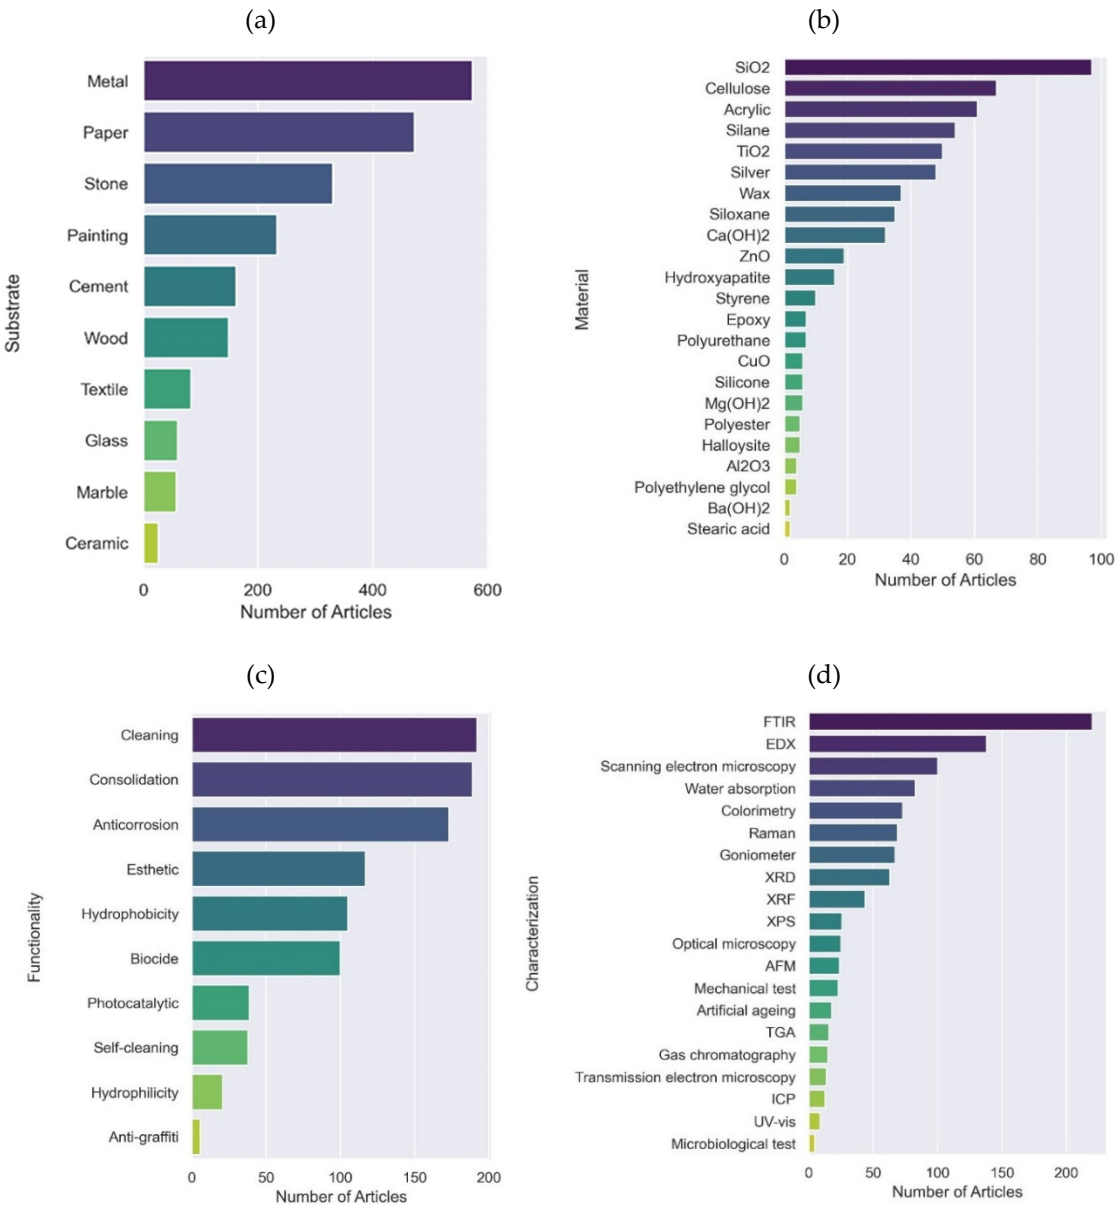 (a)
Metal
Paper
Stone
Painting
Cement
Wood
Textile
Glass
Marble
Ceramic
Substrate
0 200 400 600
Number of Articles
(b)
SiO2
Cellulose
Acrylic
Silane
TiO2
Silver
Wax
Siloxane
Ca(OH)2
ZnO
Hydroxyapatite
Styrene
Epoxy
Polyurethane
CuO
Silicone
Mg(OH)2
Polyester
Halloysite
Al2O3
Polyethylene glycol
Ba(OH)2
Stearic acid
Material
0 20 40 60 80 100
Number of Articles
(c)
Cleaning
Consolidation
Anticorrosion
Esthetic
Hydrophobicity
Biocide
Photocatalytic
Self-cleaning
Hydrophilicity
Anti-graffiti
Functionality
0 50 100 150 200
Number of Articles
(d)
FTIR
EDX
Scanning electron microscopy
Water absorption
Colorimetry
Raman
Goniometer
XRD
XRF
XPS
Optical microscopy
AFM
Mechanical test
Artificial ageing
TGA
Gas chromatography
Transmission electron microscopy
ICP
UV-vis
Microbiological test
Characterization
0 50 100 150 200
Number of Articles